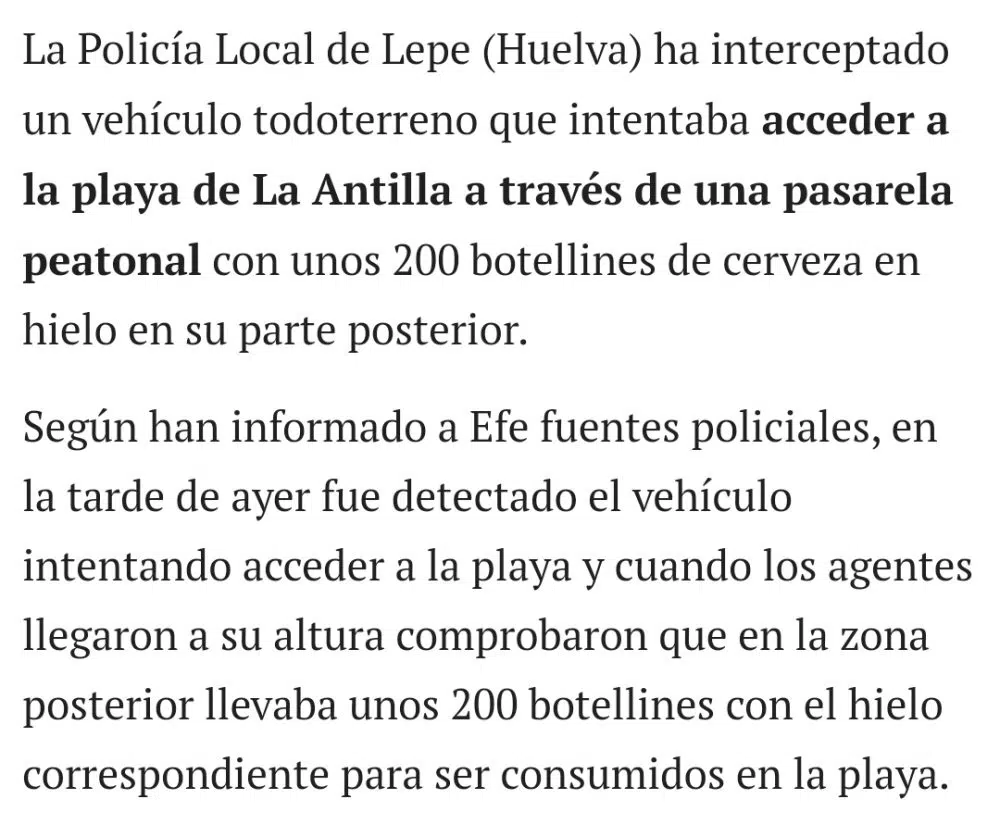 La Policía Local de Lepe (Huelva) ha interceptado
un vehículo todoterreno que intentaba acceder a
la playa de La Antilla a través de una pasarela
peatonal con unos 200 botellines de cerveza en
hielo en su parte posterior.
Según han informado a Efe fuentes policiales, en
la tarde de ayer fue detectado el vehículo
intentando acceder a la playa y cuando los agentes
llegaron a su altura comprobaron que en la zona
posterior llevaba unos 200 botellines con el hielo
correspondiente para ser consumidos en la playa.